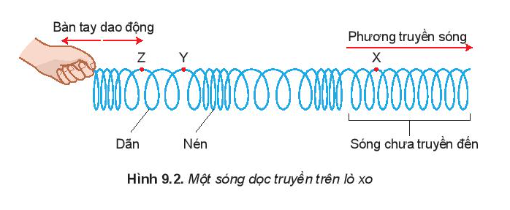 Bàn tay dao động
Phương truyền sóng
Z
Y
X
Dãn
Nén
Sóng chưa truyền đến
Hình 9.2. Một sóng dọc truyền trên lò xo